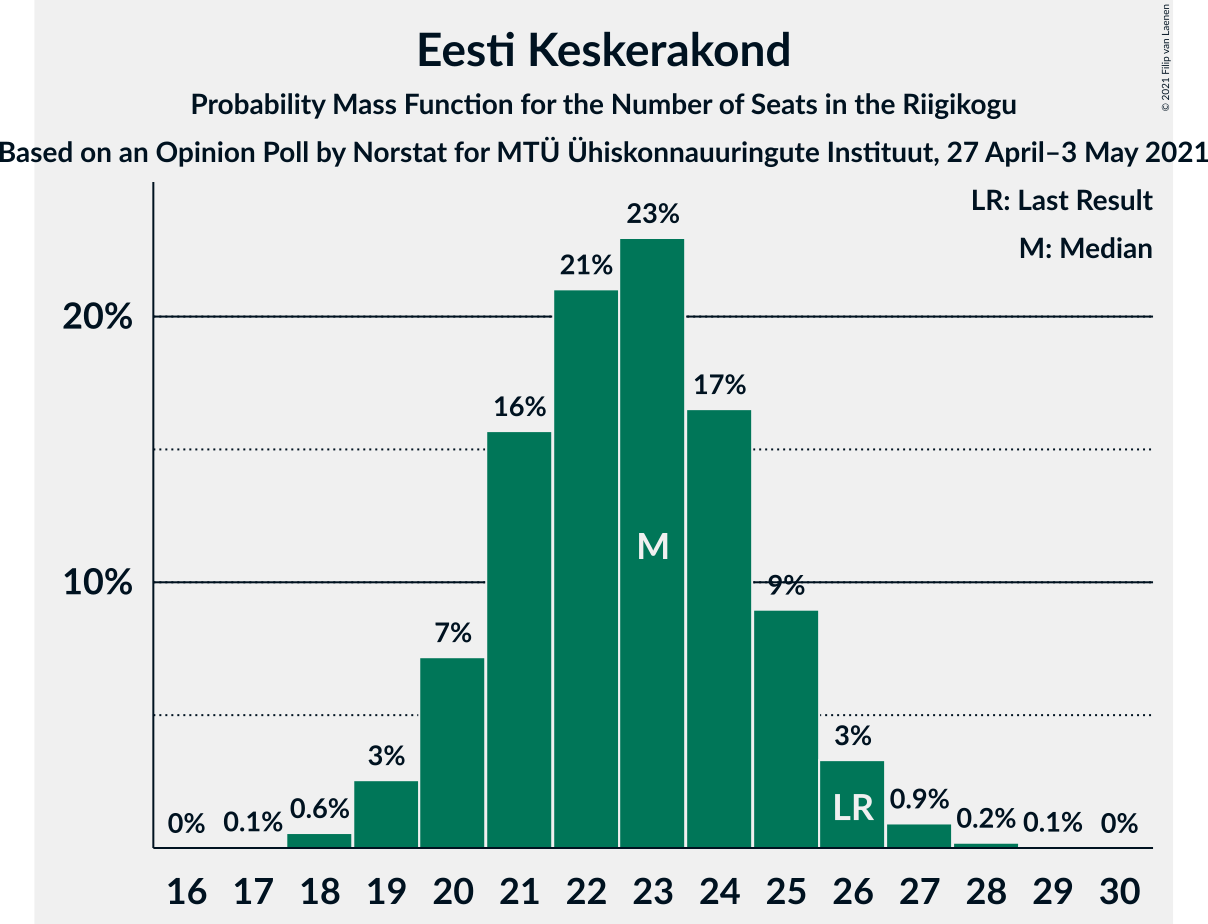 Eesti Keskerakond
Probability Mass Function for the Number of Seats in the Riigikogu
Based on an Opinion Poll by Norstat for MTÜ Ühiskonnauuringute Instituut, 27 April–3 May 2021
© 2021 Filip van Laenen
LR: Last Result
M: Median
23%
21%
20%
17%
16%
M
10%
9%
7%
3%
3%
LR
0% 0.1% 0.6% 0.9% 0.2% 0.1% 0%
16 17 18 19 20 21 22 23 24 25 26 27 28 29 30